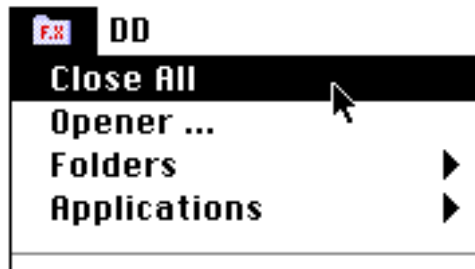 F.X DD
Close All
Opener ...
Folders
Applications